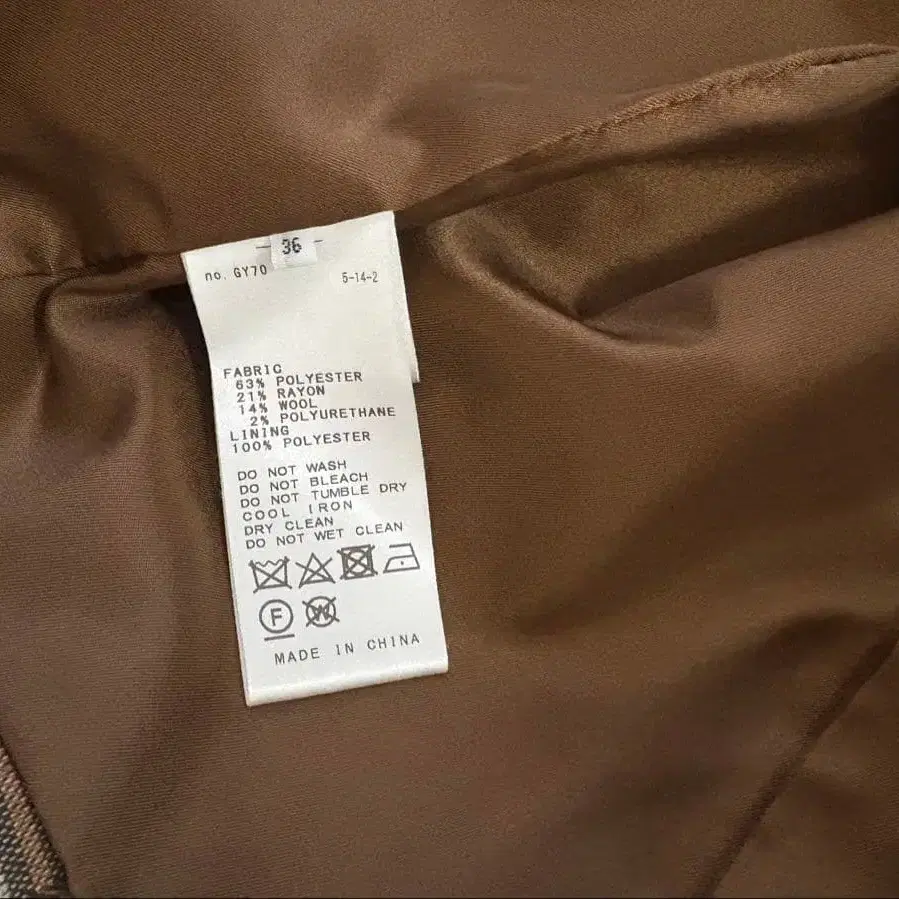 36
no. GY70 5-14-2
FABRIC
63% POLYESTER
21% RAYON
14% WOOL
2% POLYURETHANE
LINING
100% POLYESTER
DO NOT WASH
DO NOT BLEACH
DO NOT TUMBLE DRY
COOL IRON
DRY CLEAN
DO NOT WET CLEAN
F W
MADE IN CHINA